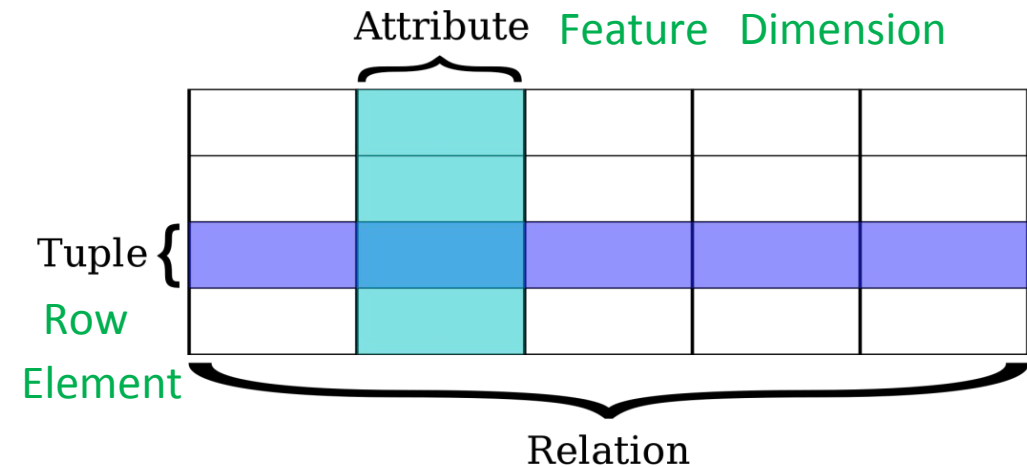 Attribute Feature Dimension
Tuple
Row
Element
Relation